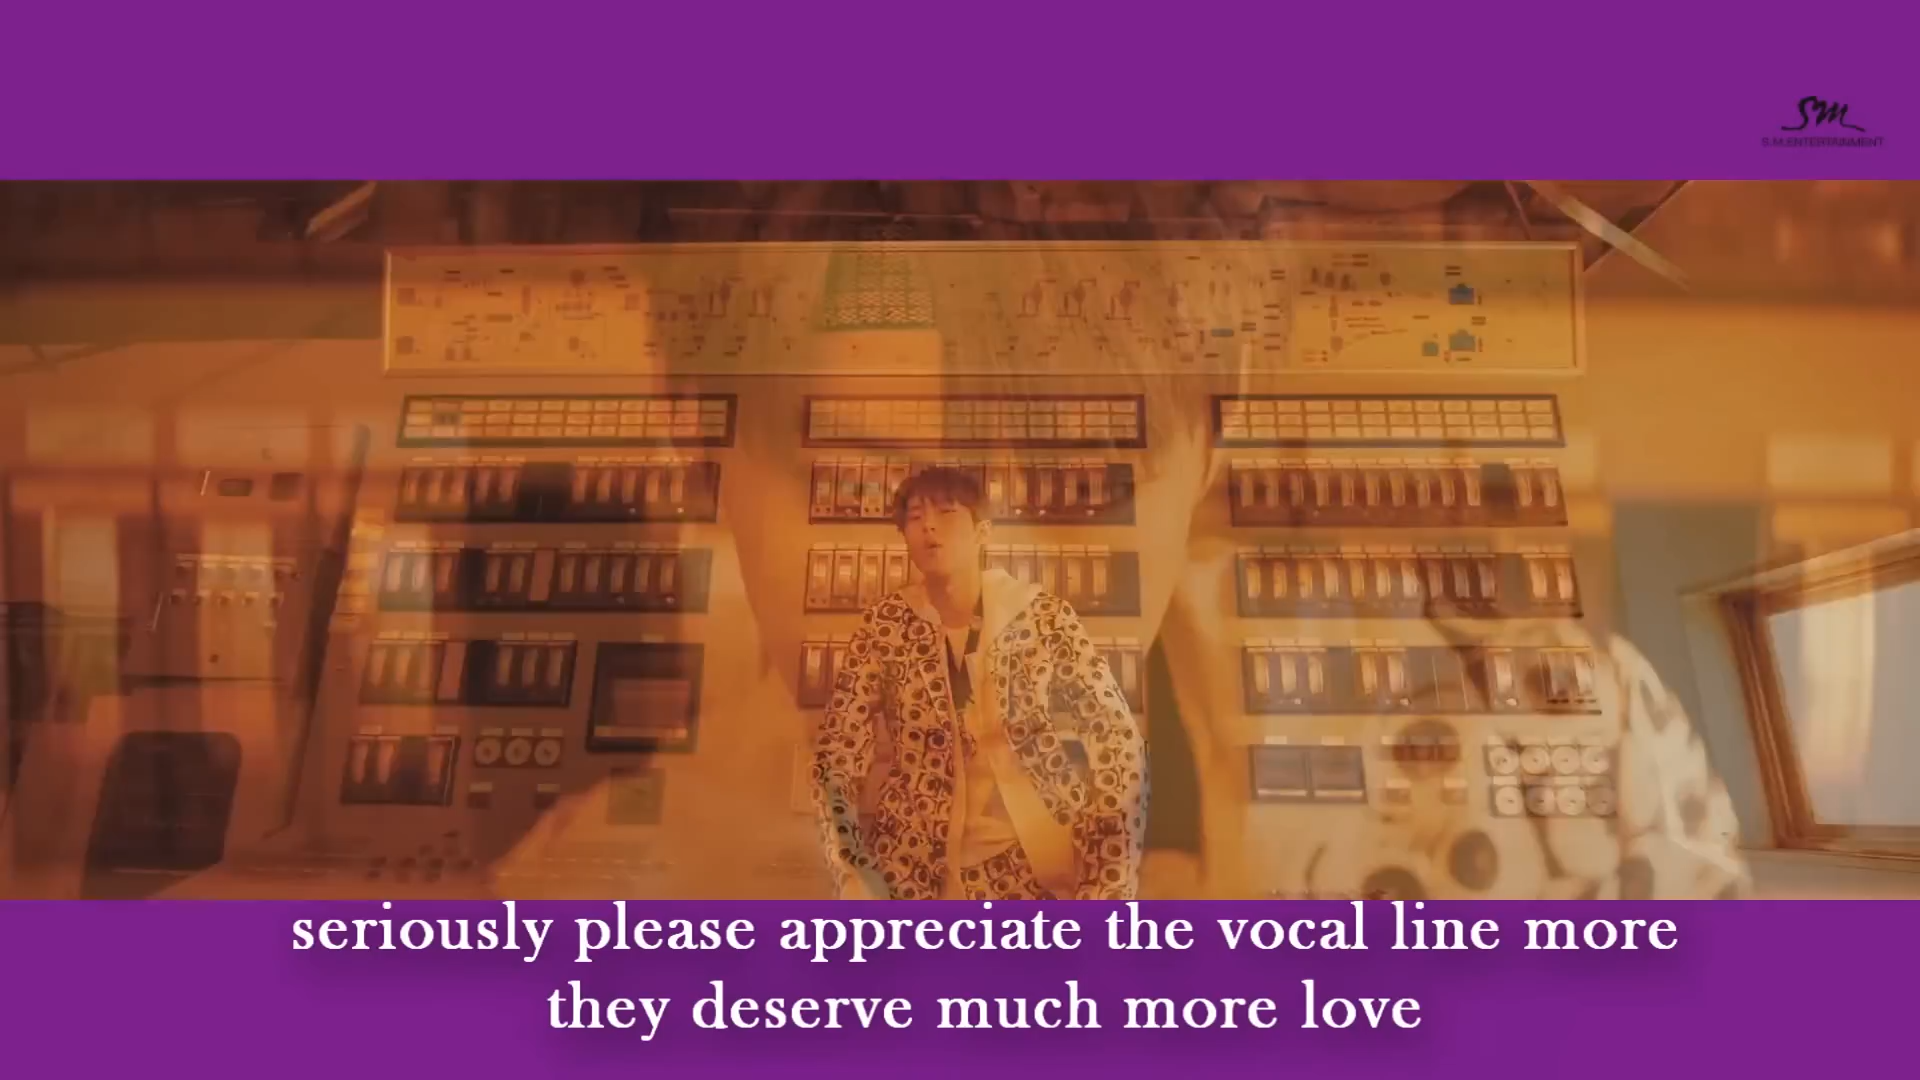 SM
S.M.ENTERTAINMENT
seriously please appreciate the vocal line more
they deserve much more love